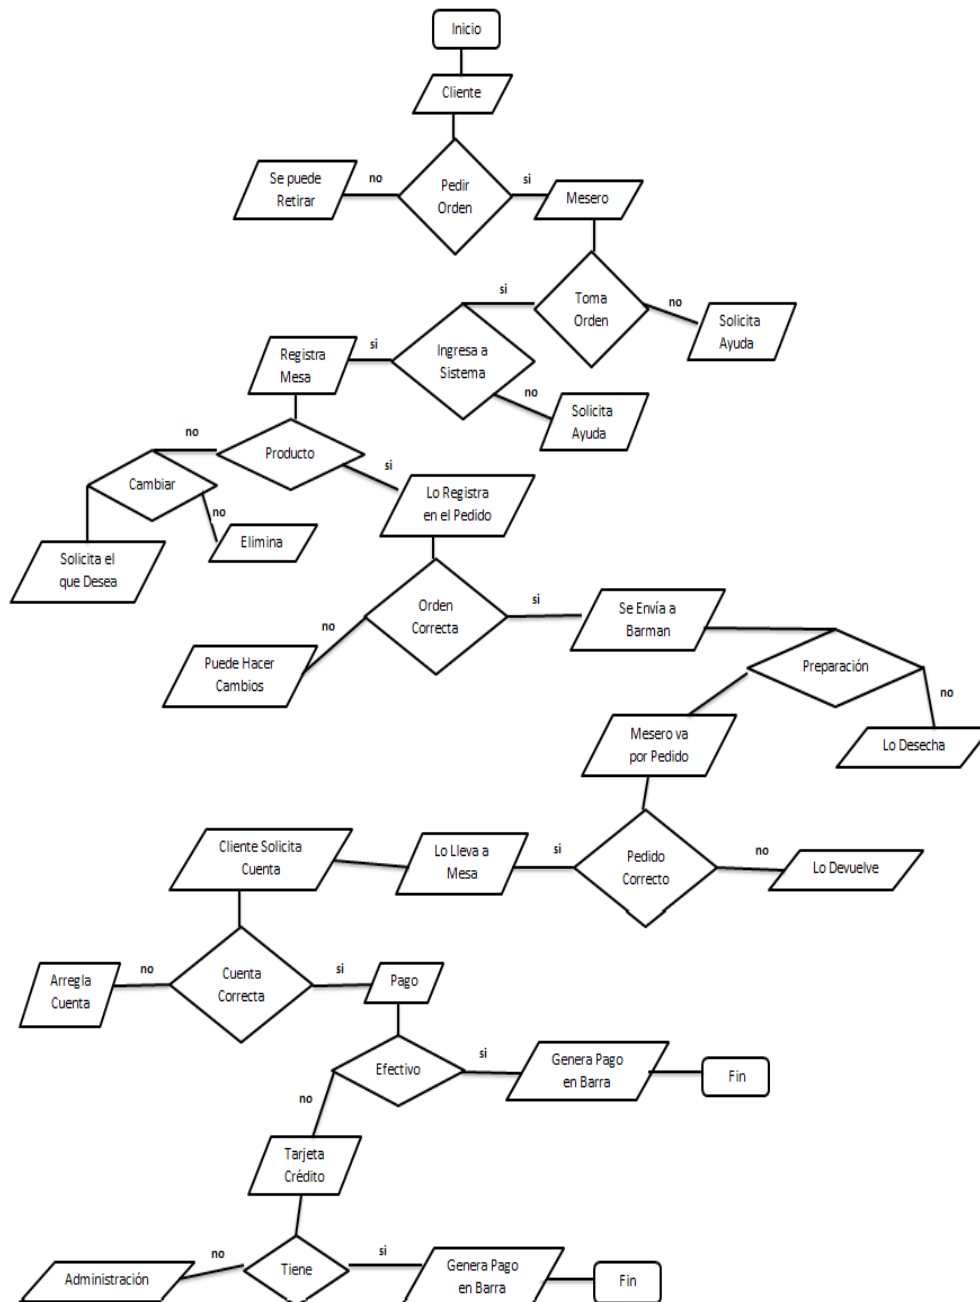 Inicio
Cliente
Se puede
Retirar
no
Pedir
Orden
si
Mesero
si
Toma
Orden
no
Solicita
Ayuda
Registra
Mesa
si
Ingresa a
Sistema
no
Solicita
Ayuda
no
Producto
si
Cambiar
no
Elimina
Solicita el
que Desea
Lo Registra
en el Pedido
no
Orden
Correcta
si
Se Envía a
Barman
Puede Hacer
Cambios
Preparación
no
Lo Desecha
Mesero va
por Pedido
Cliente Solicita
Cuenta
Lo Lleva a
Mesa
si
Pedido
Correcto
no
Lo Devuelve
Arregla
Cuenta
no
Cuenta
Correcta
si
Pago
Efectivo
si
Genera Pago
en Barra
Fin
no
Tarjeta
Crédito
Administración
no
Tiene
si
Genera Pago
en Barra
Fin